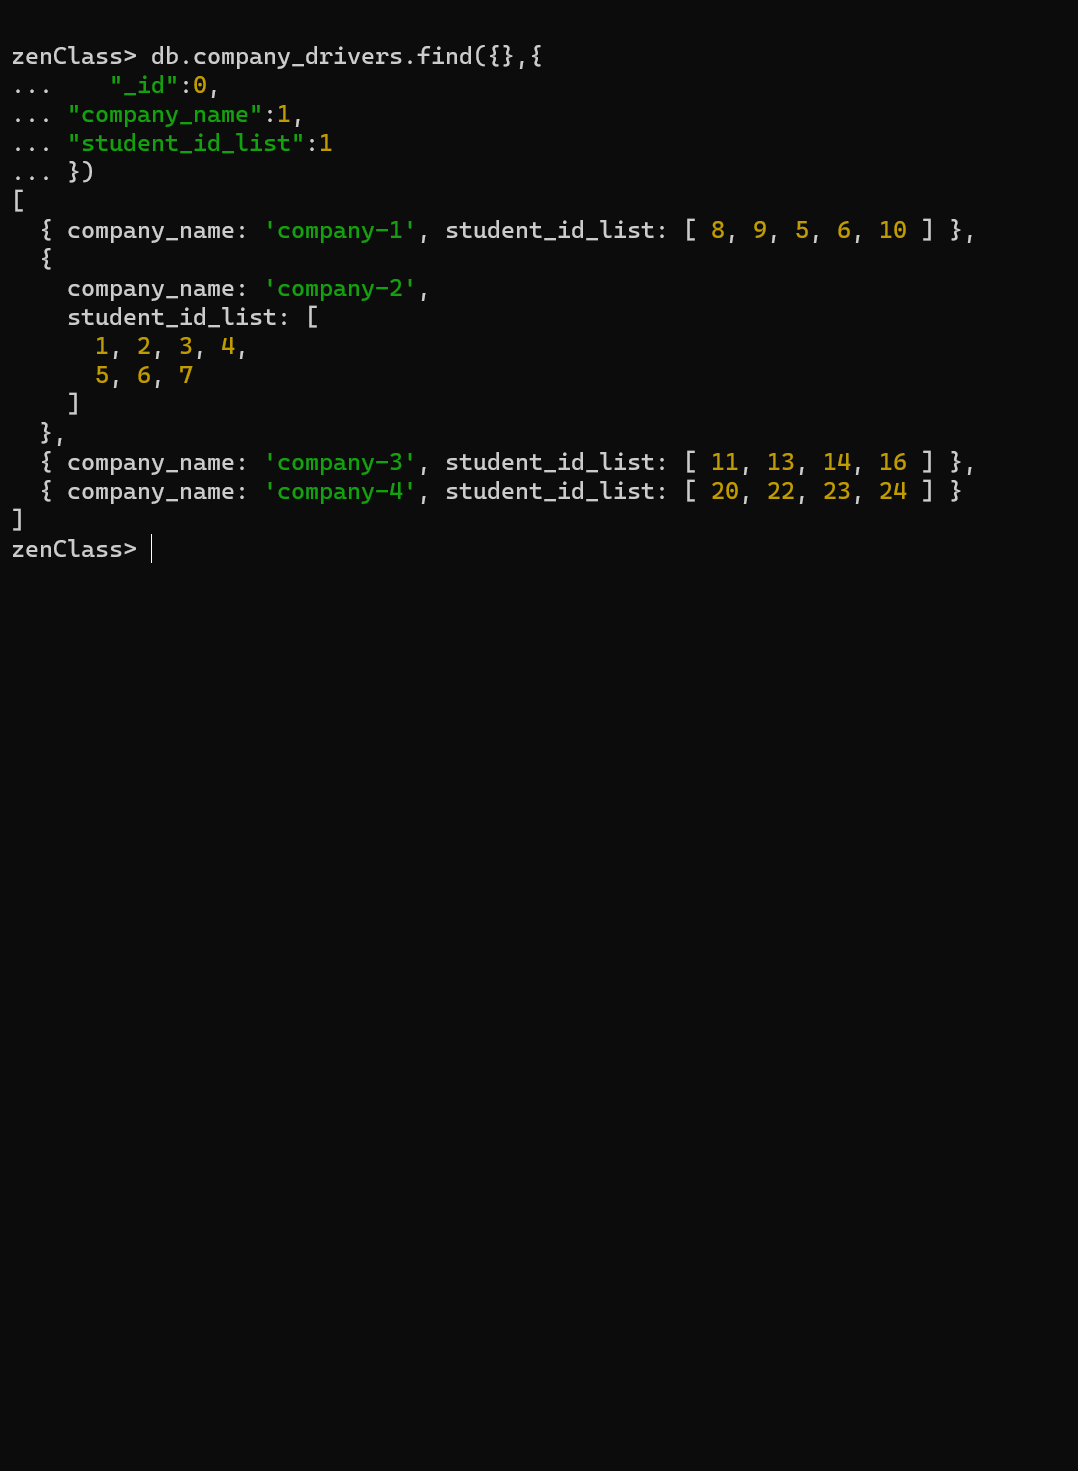 zenClass> db.company_drivers.find({},{
...    "_id":0,
... "company_name":1,
... "student_id_list":1
... })
[
  { company_name: 'company-1', student_id_list: [ 8, 9, 5, 6, 10 ] },
  {
    company_name: 'company-2',
    student_id_list: [
      1, 2, 3, 4,
      5, 6, 7
    ]
  },
  { company_name: 'company-3', student_id_list: [ 11, 13, 14, 16 ] },
  { company_name: 'company-4', student_id_list: [ 20, 22, 23, 24 ] }
]
zenClass>